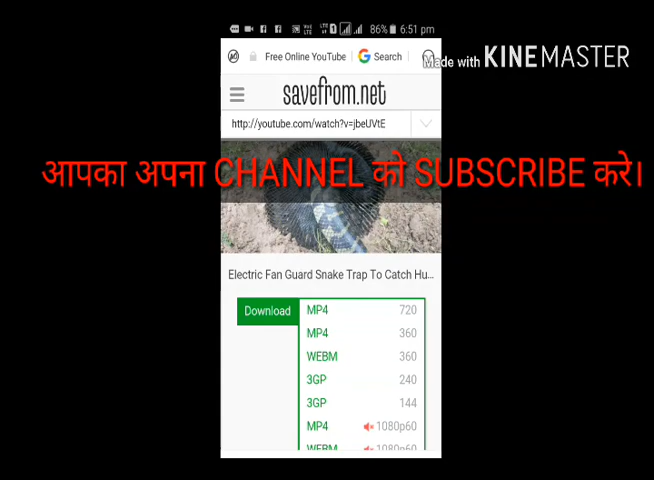 86% 6:51 pm
Free Online YouTube Search
Made with KINEMASTER
savefrom.net
http://youtube.com/watch?v=jbeUVtE
आपका अपना CHANNEL को SUBSCRIBE करे।
Electric Fan Guard Snake Trap To Catch Hu...
Download
MP4 720
MP4 360
WEBM 360
3GP 240
3GP 144
MP4 1080p60
WEBM 1080p60